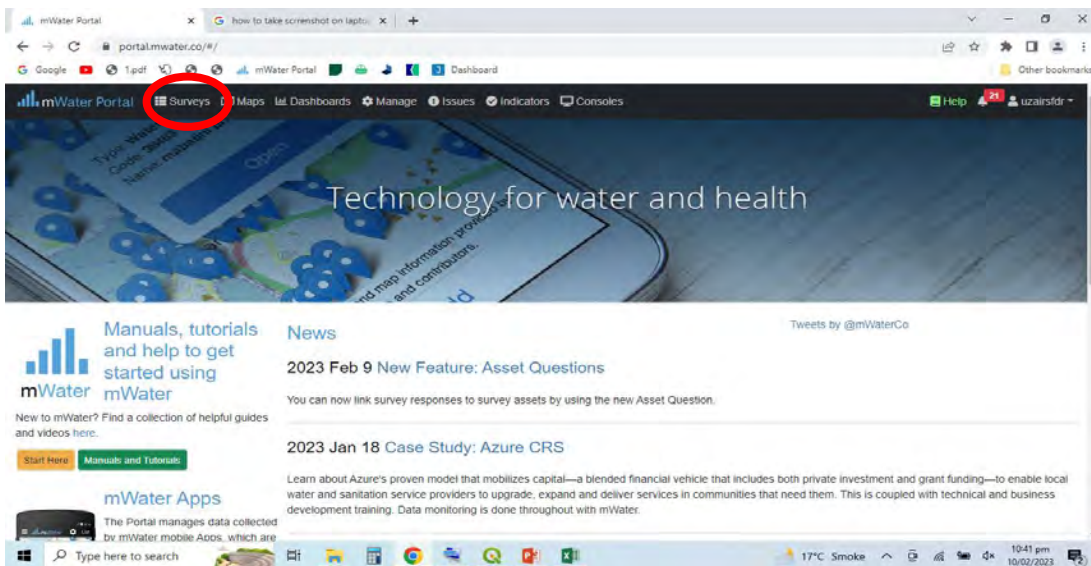 mWater Portal
how to take scrrenshot on lapto
portal.mwater.co/#/
Google
1.pdf
mWater Portal
Dashboard
Other bookmarks
mWater Portal
Surveys
Maps
Dashboards
Manage
Issues
Indicators
Consoles
Help
21
uzairsfdr
Type: Wate
Open
Technology for water and health
map information provided
and contributors.
mWater
Manuals, tutorials
and help to get
started using
mWater
New to mWater? Find a collection of helpful guides
and videos here.
Start Here
Manuals and Tutorials
mWater Apps
The Portal manages data collected
by mWater mobile Apps, which are
News
2023 Feb 9 New Feature: Asset Questions
You can now link survey responses to survey assets by using the new Asset Question.
2023 Jan 18 Case Study: Azure CRS
Learn about Azure's proven model that mobilizes capital—a blended financial vehicle that includes both private investment and grant funding—to enable local
water and sanitation service providers to upgrade, expand and deliver services in communities that need them. This is coupled with technical and business
development training. Data monitoring is done throughout with mWater.
Tweets by @mWaterCo
Type here to search
17°C Smoke
10:41 pm
10/02/2023